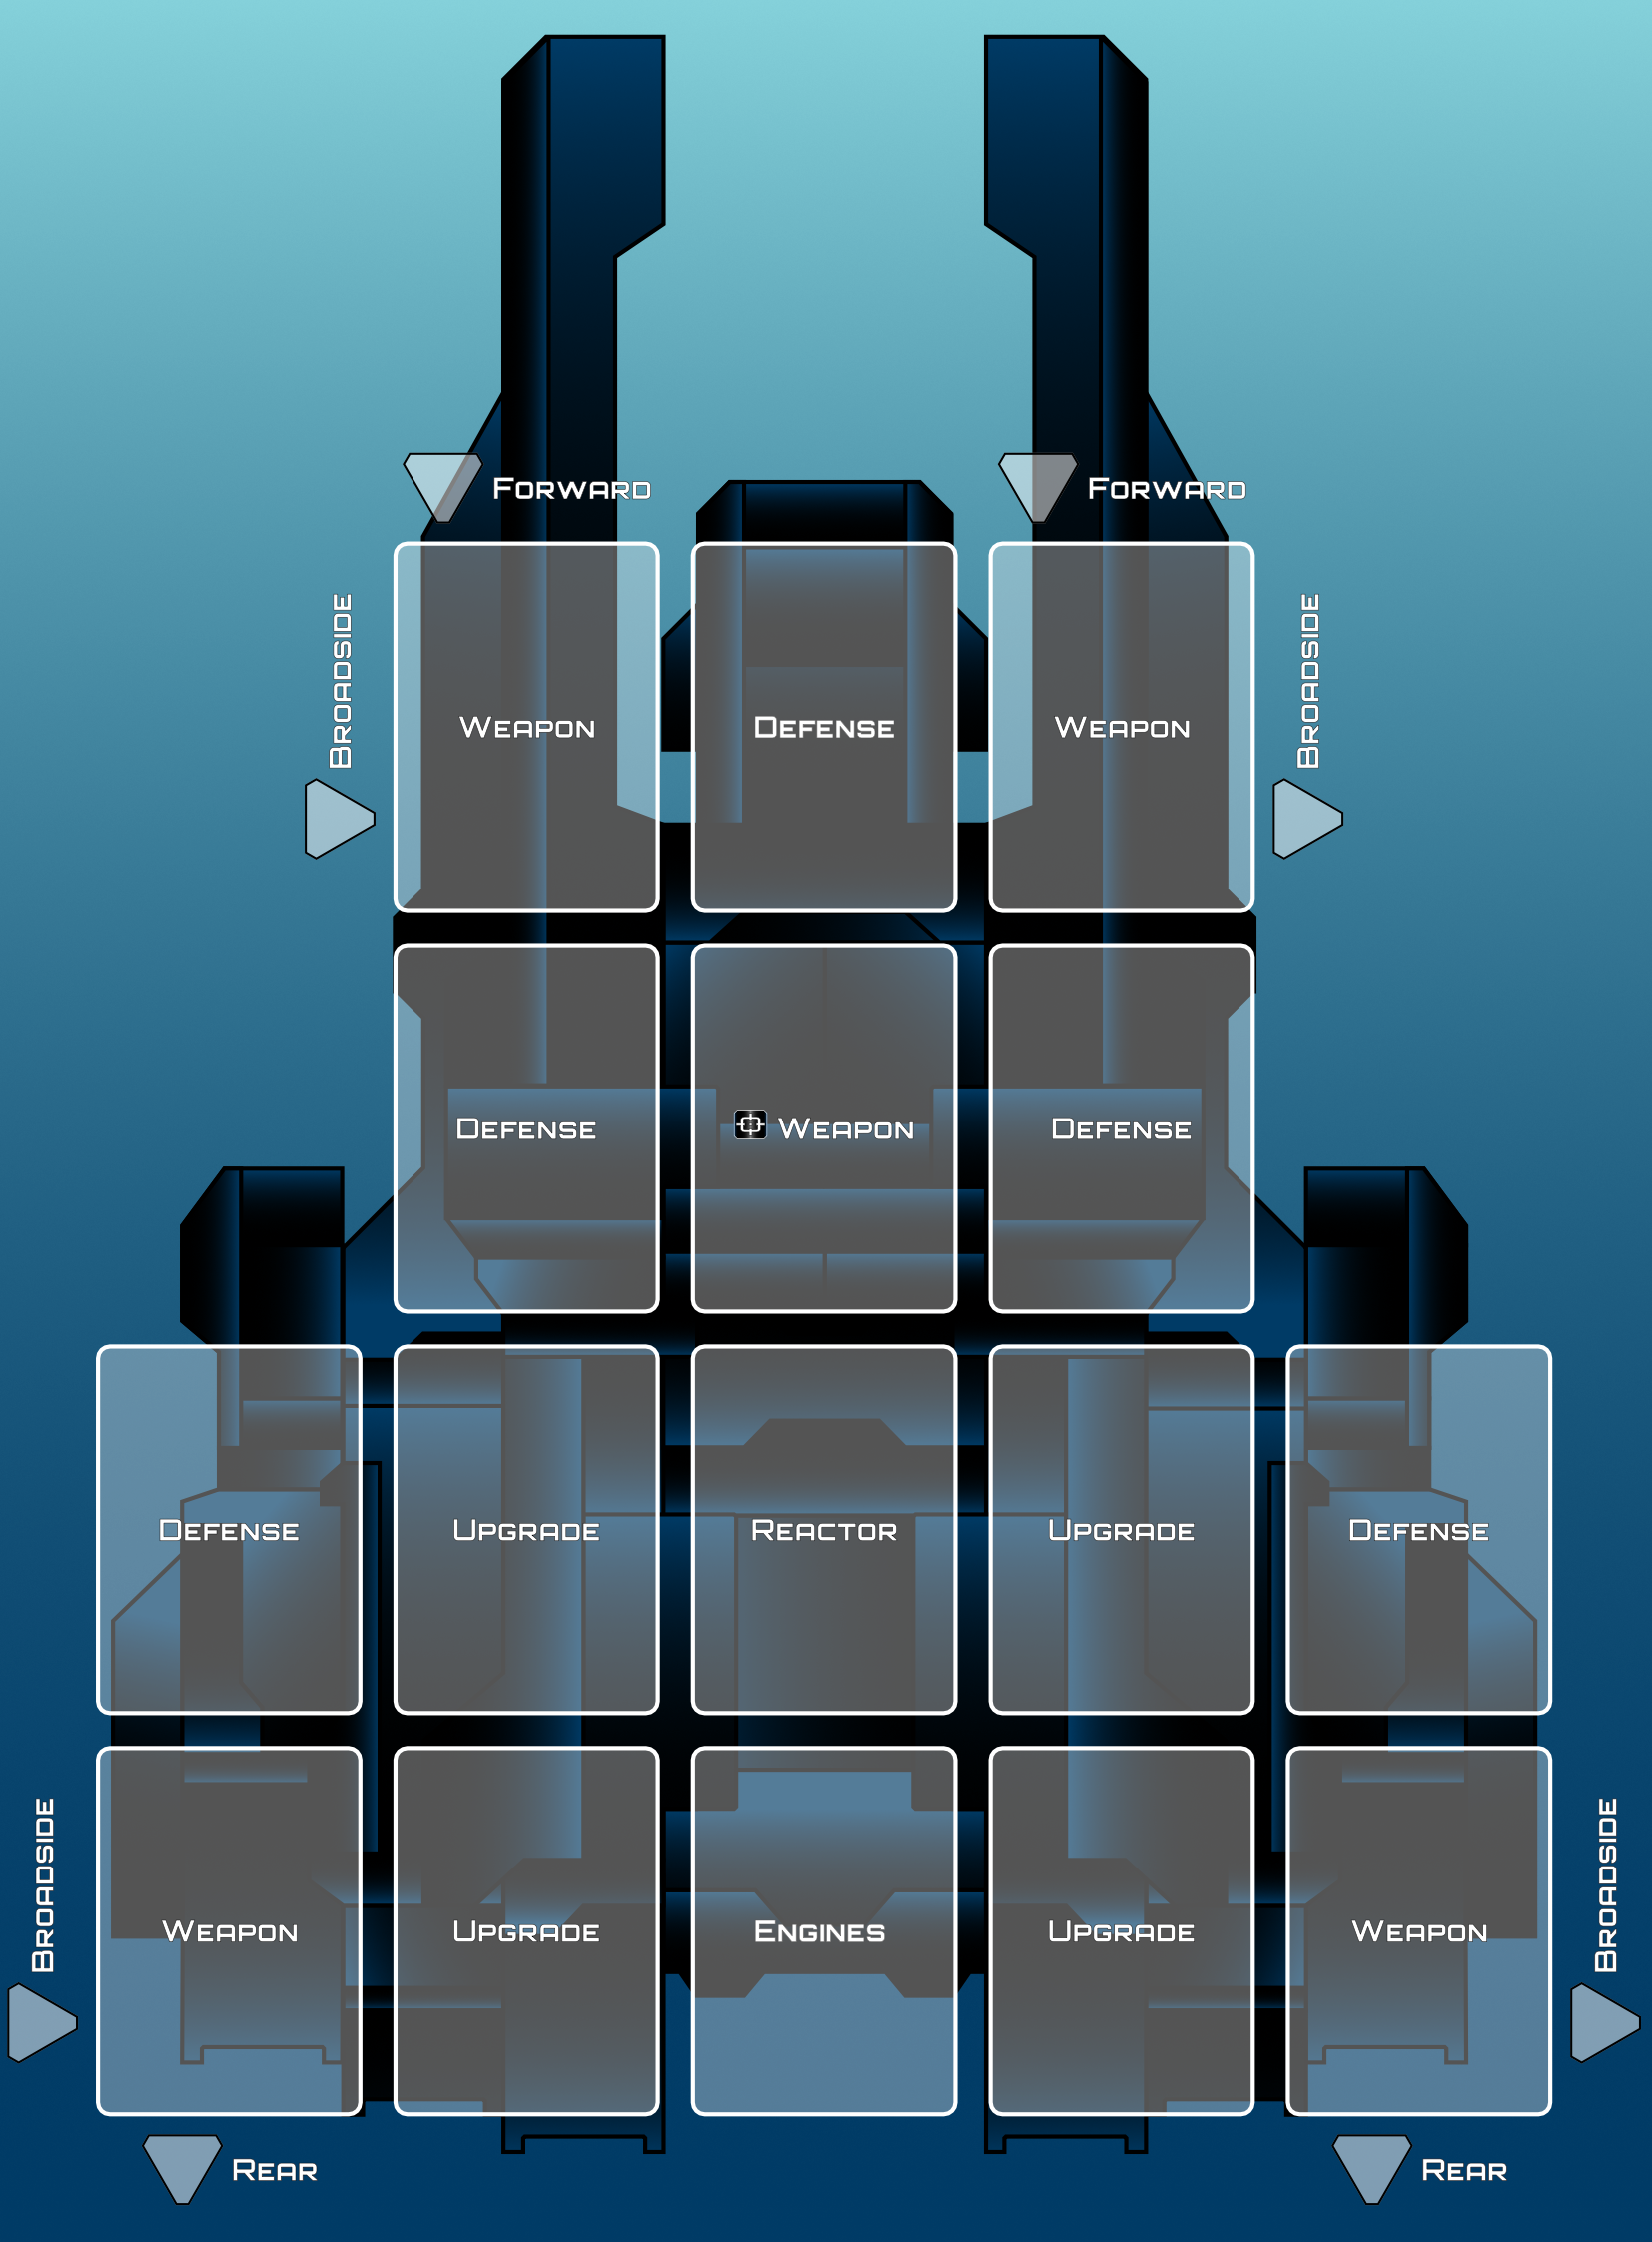 Forward
Forward
Broadside
Weapon
Defense
Weapon
Broadside
Defense
Weapon
Defense
Defense
Upgrade
Reactor
Upgrade
Defense
Broadside
Weapon
Upgrade
Engines
Upgrade
Weapon
Broadside
Rear
Rear